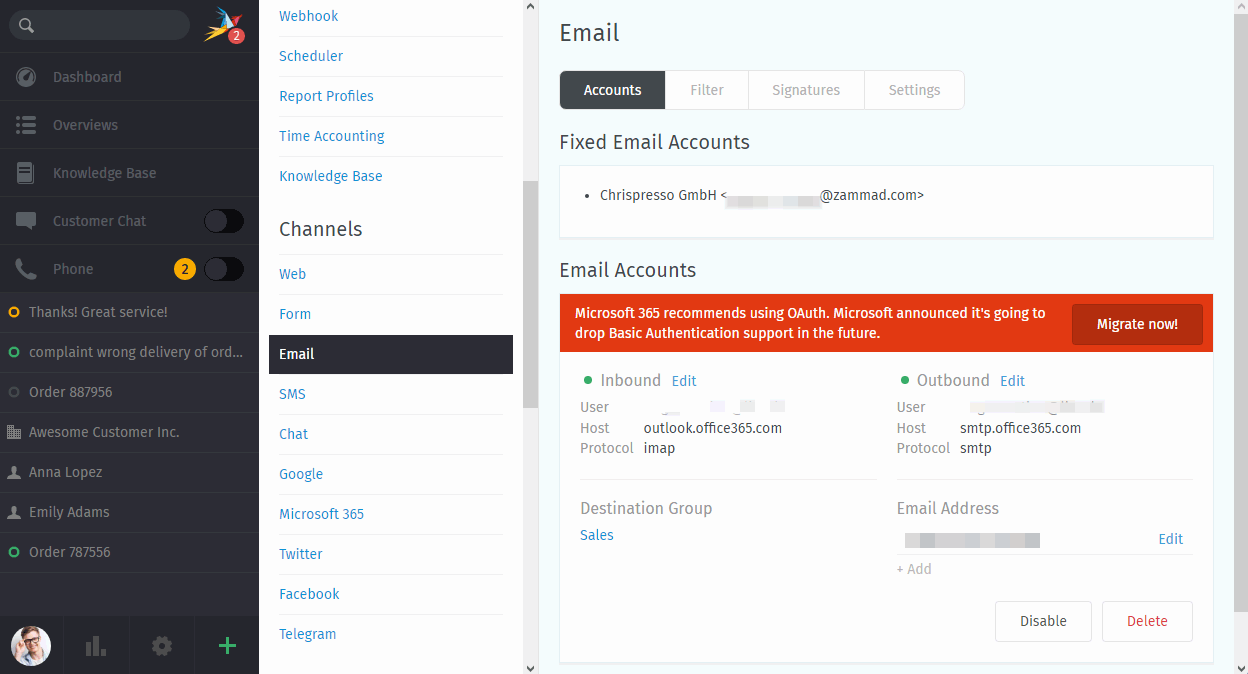 2
Dashboard
Overviews
Knowledge Base
Customer Chat
Phone 2
Thanks! Great service!
complaint wrong delivery of ord...
Order 887956
Awesome Customer Inc.
Anna Lopez
Emily Adams
Order 787556
Webhook
Scheduler
Report Profiles
Time Accounting
Knowledge Base
Channels
Web
Form
Email
SMS
Chat
Google
Microsoft 365
Twitter
Facebook
Telegram
Email
Accounts Filter Signatures Settings
Fixed Email Accounts
• Chrispresso GmbH < @zammad.com>
Email Accounts
Microsoft 365 recommends using OAuth. Microsoft announced it's going to
drop Basic Authentication support in the future.
Migrate now!
Inbound Edit
User
Host outlook.office365.com
Protocol imap
Outbound Edit
User
Host smtp.office365.com
Protocol smtp
Destination Group
Sales
Email Address
Edit
+ Add
Disable Delete